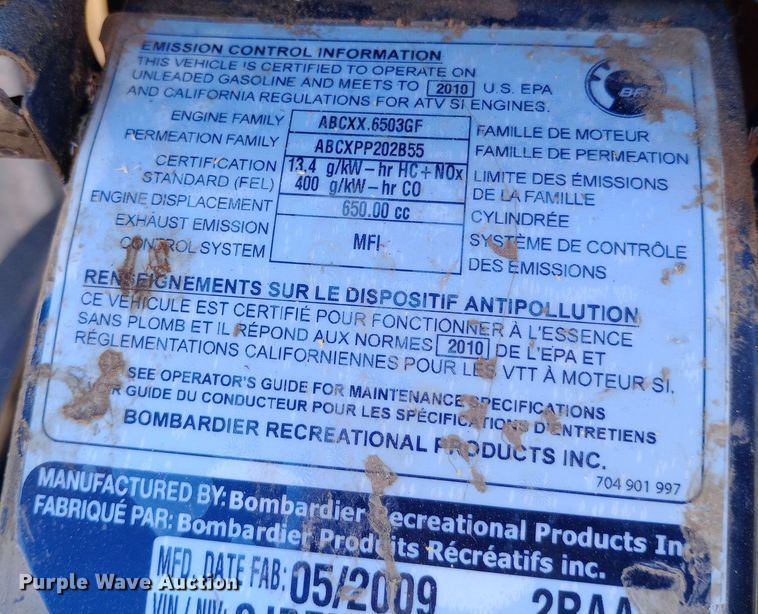 EMISSION CONTROL INFORMATION
THIS VEHICLE IS CERTIFIED TO OPERATE ON
UNLEADED GASOLINE AND MEETS TO 2010 U.S. EPA
AND CALIFORNIA REGULATIONS FOR ATV SI ENGINES.
ENGINE FAMILY ABCXX.6503GF FAMILLE DE MOTEUR
PERMEATION FAMILY ABCXPP202B55 FAMILLE DE PERMEATION
CERTIFICATION 13,4 g/kW-hr HC+NOx LIMITE DES ÉMISSIONS
STANDARD (FEL) 400 g/kW-hr CO DE LA FAMILLE
ENGINE DISPLACEMENT 650.00 cc CYLINDRÉE
EXHAUST EMISSION MFI SYSTÈME DE CONTRÔLE
CONTROL SYSTEM DES ÉMISSIONS
RENSEIGNEMENTS SUR LE DISPOSITIF ANTIPOLLUTION
CE VÉHICULE EST CERTIFIÉ POUR FONCTIONNER À L'ESSENCE
SANS PLOMB ET IL RÉPOND AUX NORMES 2010 DE L'EPA ET
RÉGLEMENTATIONS CALIFORNIENNES POUR LES VTT À MOTEUR SI.
SEE OPERATOR'S GUIDE FOR MAINTENANCE SPECIFICATIONS
GUIDE DU CONDUCTEUR POUR LES SPÉCIFICATIONS D'ENTRETIENS
BOMBARDIER RECREATIONAL PRODUCTS INC.
704 901 997
MANUFACTURED BY: Bombardier Recreational Products In
FABRIQUÉ PAR: Bombardier Produits Récréatifs inc.
MFD. DATE FAB: 05/2009
VIN / NIV:
Purple Wave Auction